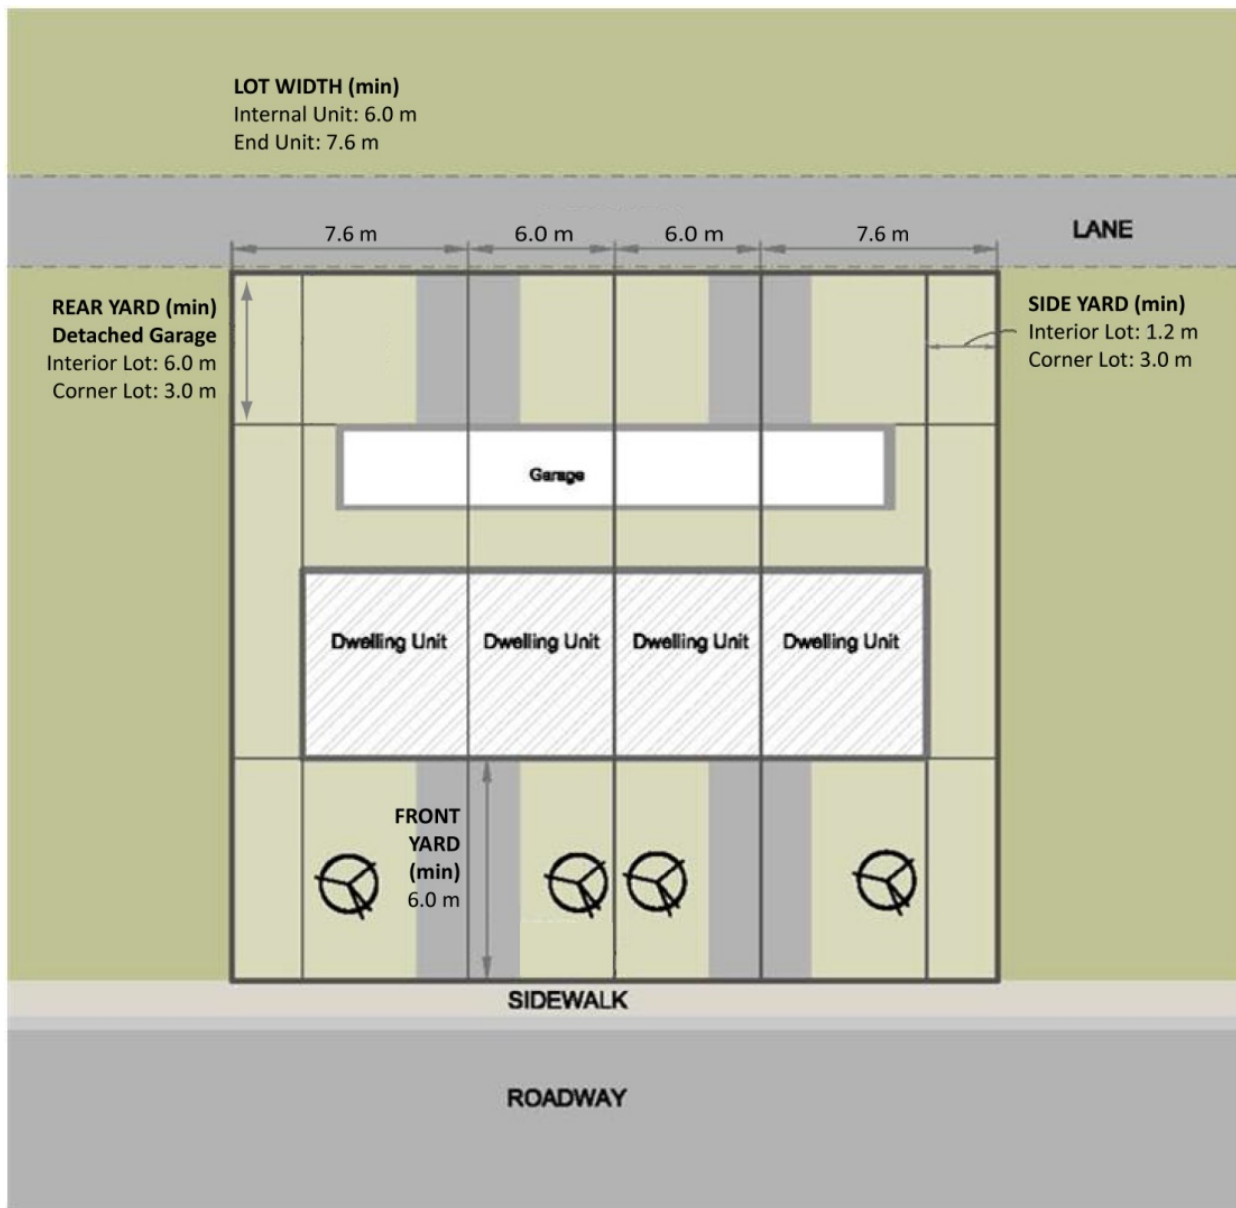 LOT WIDTH (min)
Internal Unit: 6.0 m
End Unit: 7.6 m
7.6 m
6.0 m
6.0 m
7.6 m
LANE
REAR YARD (min)
Detached Garage
Interior Lot: 6.0 m
Corner Lot: 3.0 m
SIDE YARD (min)
Interior Lot: 1.2 m
Corner Lot: 3.0 m
Garage
Dwelling Unit
Dwelling Unit
Dwelling Unit
Dwelling Unit
FRONT
YARD
(min)
6.0 m
SIDEWALK
ROADWAY